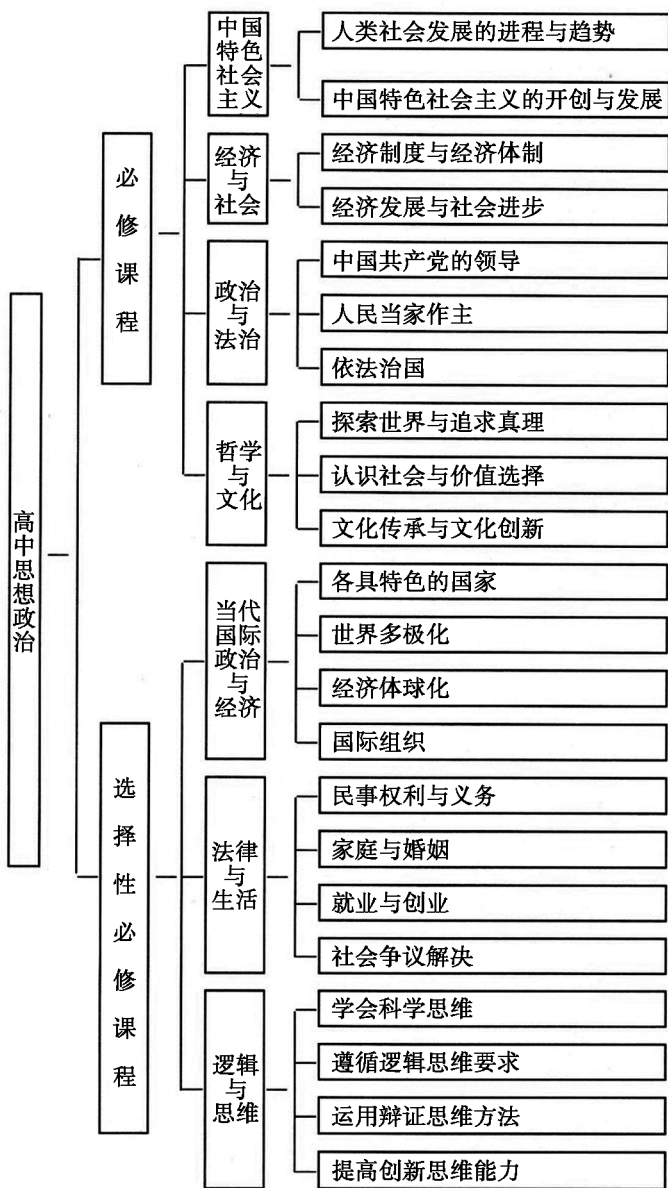 高中思想政治
必修课程
中国
特色
社会
主义
人类社会发展的进程与趋势
中国特色社会主义的开创与发展
经济
与
社会
经济制度与经济体制
经济发展与社会进步
政治
与
法治
中国共产党的领导
人民当家作主
依法治国
哲学
与
文化
探索世界与追求真理
认识社会与价值选择
文化传承与文化创新
选择性必修课程
当代
国际
政治
与
经济
各具特色的国家
世界多极化
经济体球化
国际组织
法律
与
生活
民事权利与义务
家庭与婚姻
就业与创业
社会争议解决
逻辑
与
思维
学会科学思维
遵循逻辑思维要求
运用辩证思维方法
提高创新思维能力